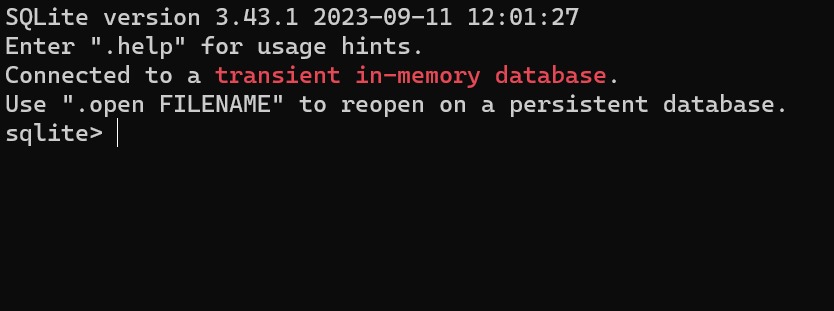 SQLite version 3.43.1 2023-09-11 12:01:27
Enter ".help" for usage hints.
Connected to a transient in-memory database.
Use ".open FILENAME" to reopen on a persistent database.
sqlite>